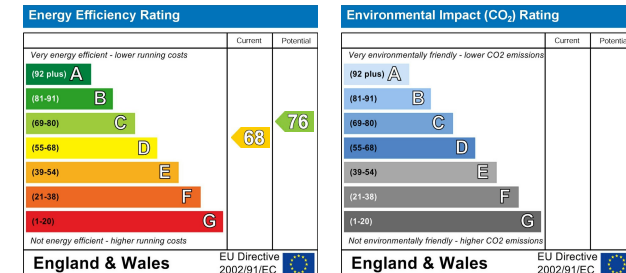 Energy Efficiency Rating
Current Potential
Very energy efficient - lower running costs
(92 plus) A
(81-91) B
(69-80) C
(55-68) D
(39-54) E
(21-38) F
(1-20) G
68
76
Not energy efficient - higher running costs
England & Wales
EU Directive
2002/91/EC
Environmental Impact (CO₂) Rating
Current Potential
Very environmentally friendly - lower CO2 emissions
(92 plus) A
(81-91) B
(69-80) C
(55-68) D
(39-54) E
(21-38) F
(1-20) G
Not environmentally friendly - higher CO2 emissions
England & Wales
EU Directive
2002/91/EC